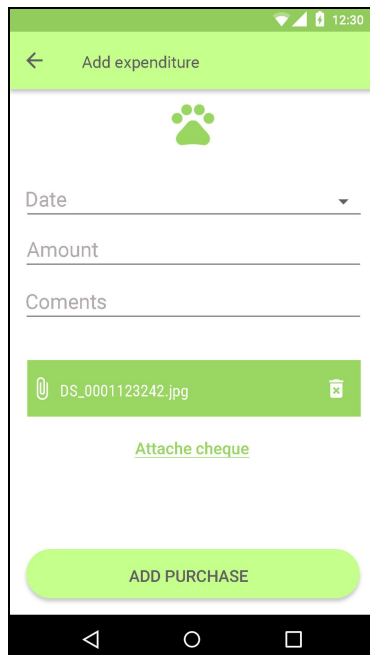 12:30
Add expenditure
Date
Amount
Coments
DS_0001123242.jpg
Attache cheque
ADD PURCHASE